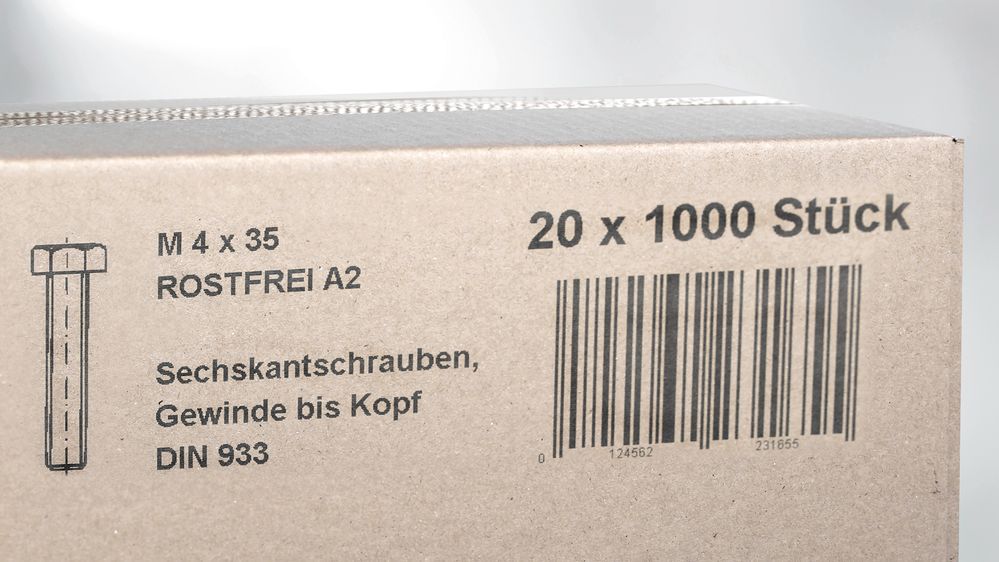 M 4 x 35
ROSTFREI A2
Sechskantschrauben,
Gewinde bis Kopf
DIN 933
20 x 1000 Stück
0 124562 231655